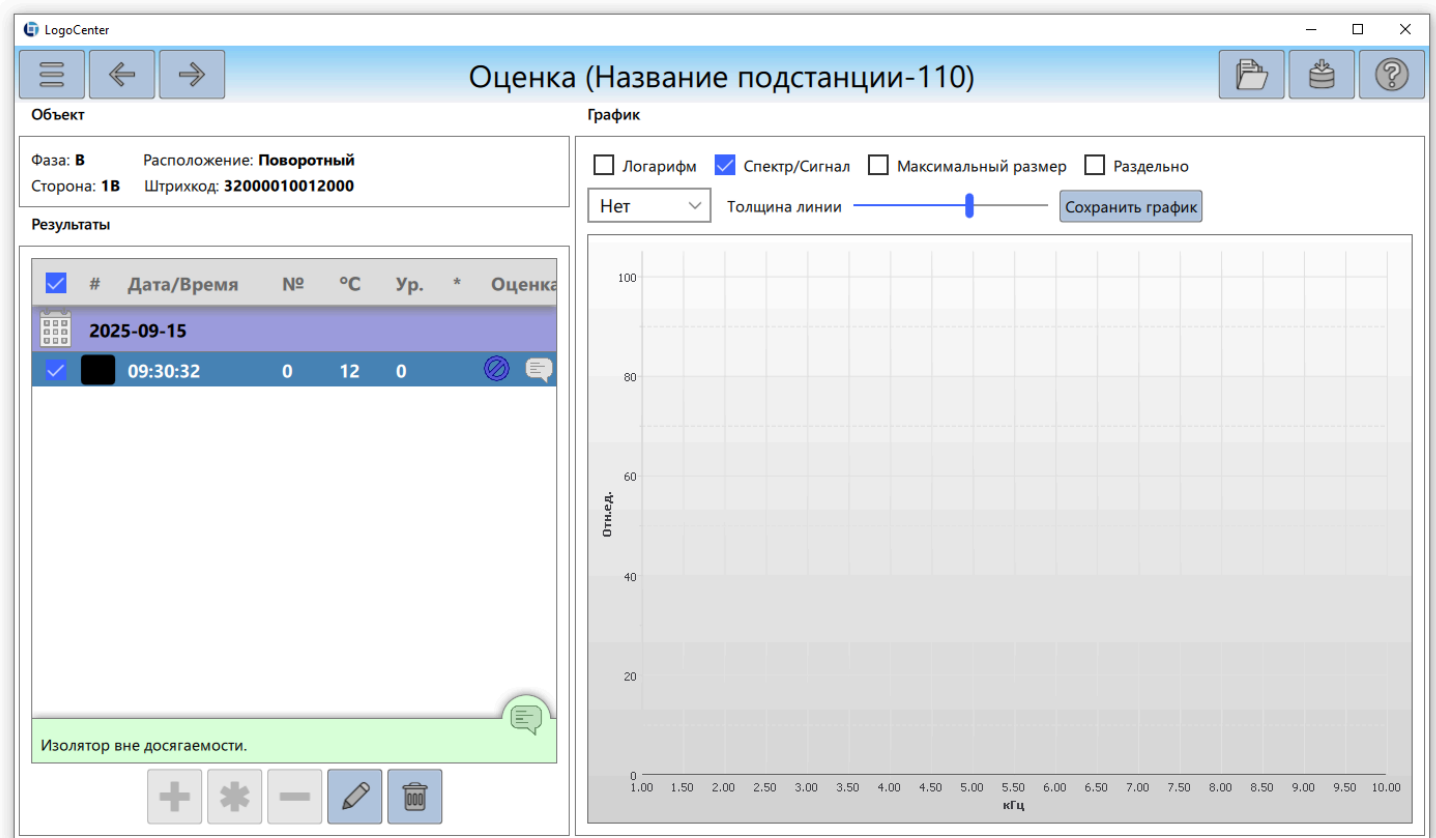 LogoCenter
Оценка (Название подстанции-110)
Объект
Фаза: В Расположение: Поворотный
Сторона: 1В Штрихкод: 32000010012000
Результаты
# Дата/Время № °C Ур. * Оценка
2025-09-15
09:30:32 0 12 0
Изолятор вне досягаемости.
График
Логарифм Спектр/Сигнал Максимальный размер Раздельно
Нет Толщина линии Сохранить график
100
80
60
40
20
0
Отн.ед.
1.00 1.50 2.00 2.50 3.00 3.50 4.00 4.50 5.00 5.50 6.00 6.50 7.00 7.50 8.00 8.50 9.00 9.50 10.00
кГц